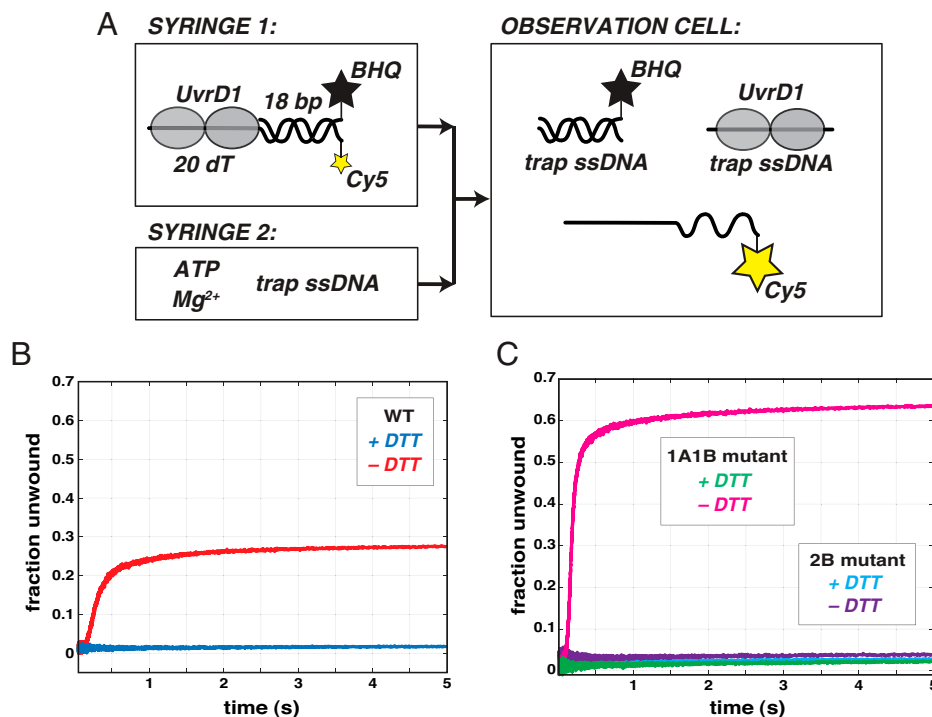 A
SYRINGE 1:
BHQ
UvrD1
18 bp
20 dT
Cy5
SYRINGE 2:
ATP
Mg²⁺
trap ssDNA
OBSERVATION CELL:
BHQ
trap ssDNA
UvrD1
trap ssDNA
Cy5
B
fraction unwound
0.7
0.6
0.5
0.4
0.3
0.2
0.1
0
WT
+ DTT
– DTT
1 2 3 4 5
time (s)
C
fraction unwound
0.7
0.6
0.5
0.4
0.3
0.2
0.1
0
1A1B mutant
+ DTT
– DTT
2B mutant
+ DTT
– DTT
1 2 3 4 5
time (s)